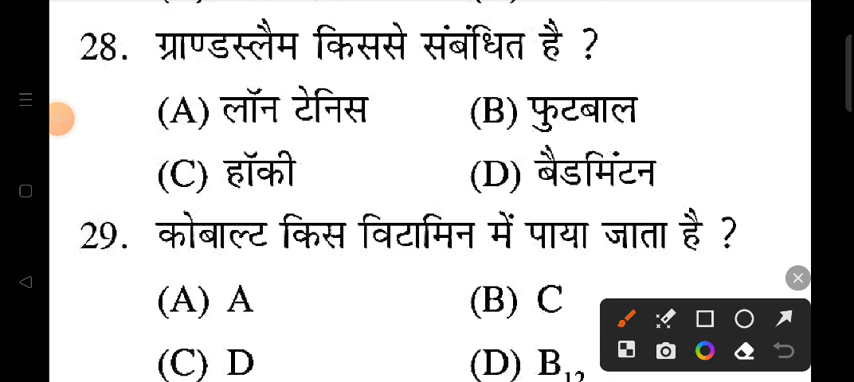 28. ग्राण्डस्लैम किससे संबंधित है ?
(A) लॉन टेनिस (B) फुटबाल
(C) हॉकी (D) बैडमिंटन
29. कोबाल्ट किस विटामिन में पाया जाता है ?
(A) A (B) C
(C) D (D) B₁₂